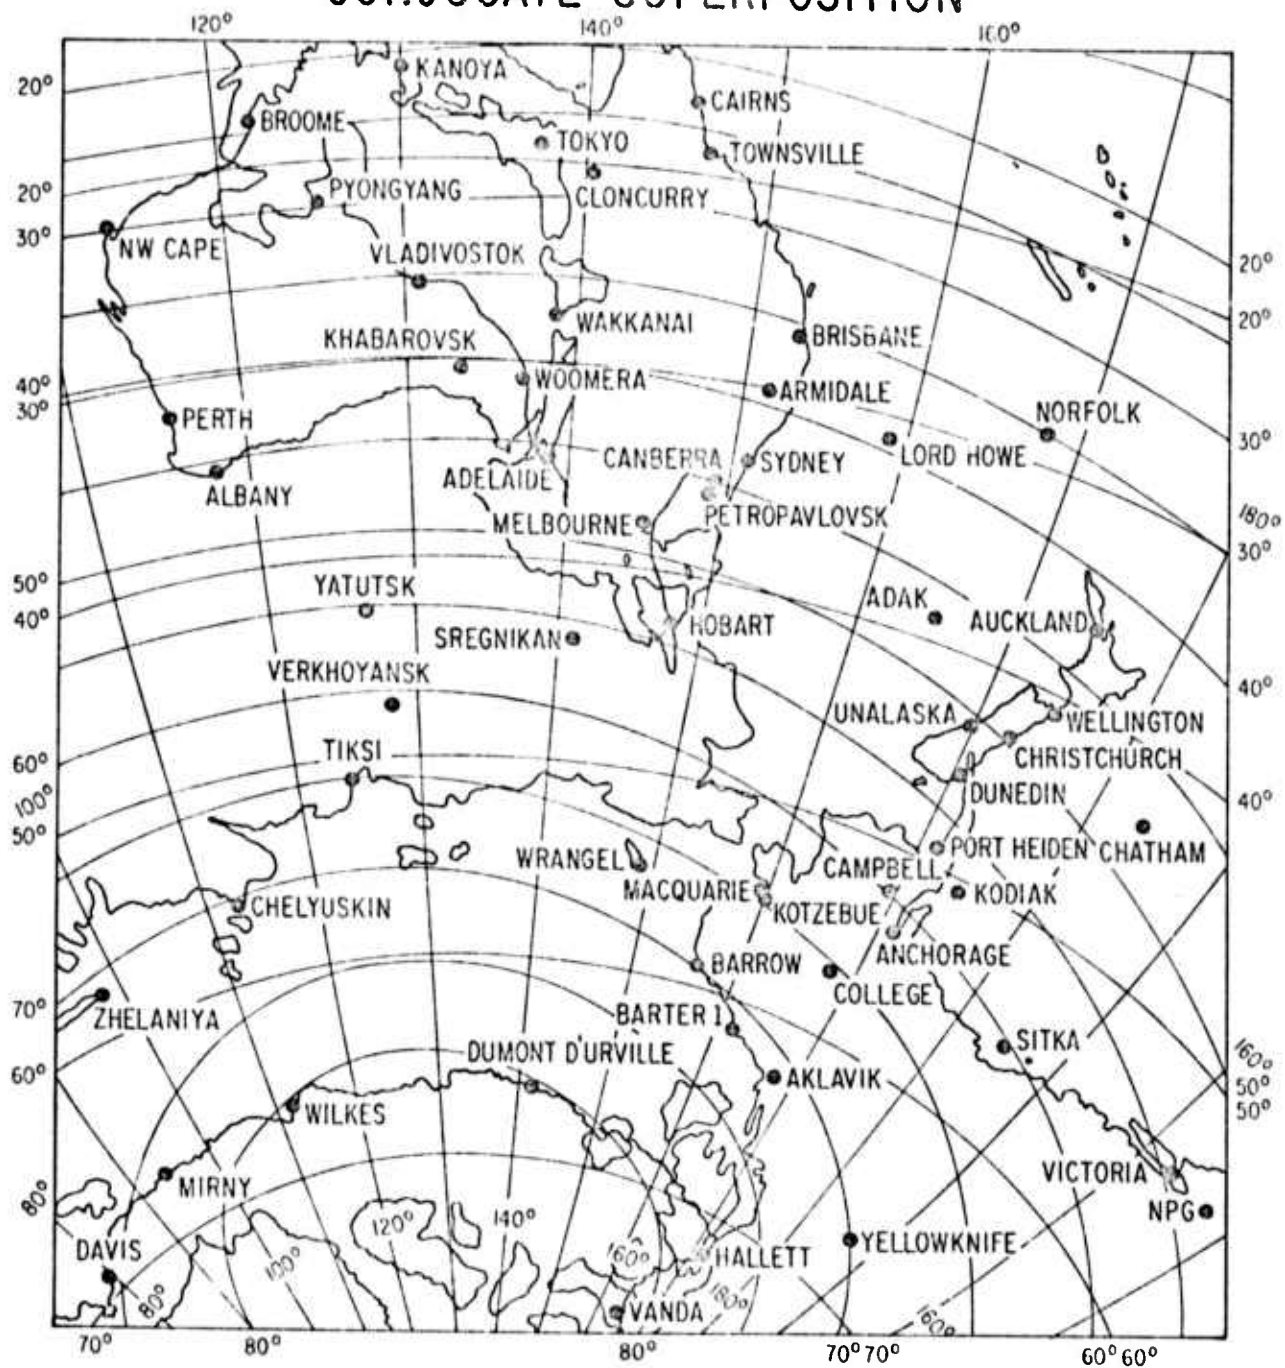 CONJUGATE SUPERPOSITION
120°
140°
160°
20°
KANOYA
CAIRNS
BROOME
TOKYO
TOWNSVILLE
20°
PYONGYANG
CLONCURRY
30°
NW CAPE
VLADIVOSTOK
20°
WAKKANAI
20°
KHABAROVSK
BRISBANE
40°
30°
WOOMERA
ARMIDALE
PERTH
NORFOLK
30°
CANBERRA
SYDNEY
LORD HOWE
ALBANY
ADELAIDE
MELBOURNE
PETROPAVLOVSK
180°
30°
50°
40°
YATUTSK
ADAK
AUCKLAND
SREGNIKAN
HOBART
VERKHOYANSK
40°
UNALASKA
WELLINGTON
TIKSI
CHRISTCHURCH
60°
100°
50°
DUNEDIN
40°
WRANGEL
CAMPBELL
PORT HEIDEN
CHATHAM
MACQUARIE
KODIAK
CHELYUSKIN
KOTZEBUE
ANCHORAGE
BARROW
COLLEGE
70°
ZHELANIYA
BARTER I
SITKA
DUMONT D'URVILLE
160°
60°
AKLAVIK
50°
50°
WILKES
MIRNY
VICTORIA
80°
NPG
DAVIS
120°
140°
160°
HALLETT
YELLOWKNIFE
100°
80°
180°
VANDA
160°
70°
80°
80°
70°
70°
60°
60°